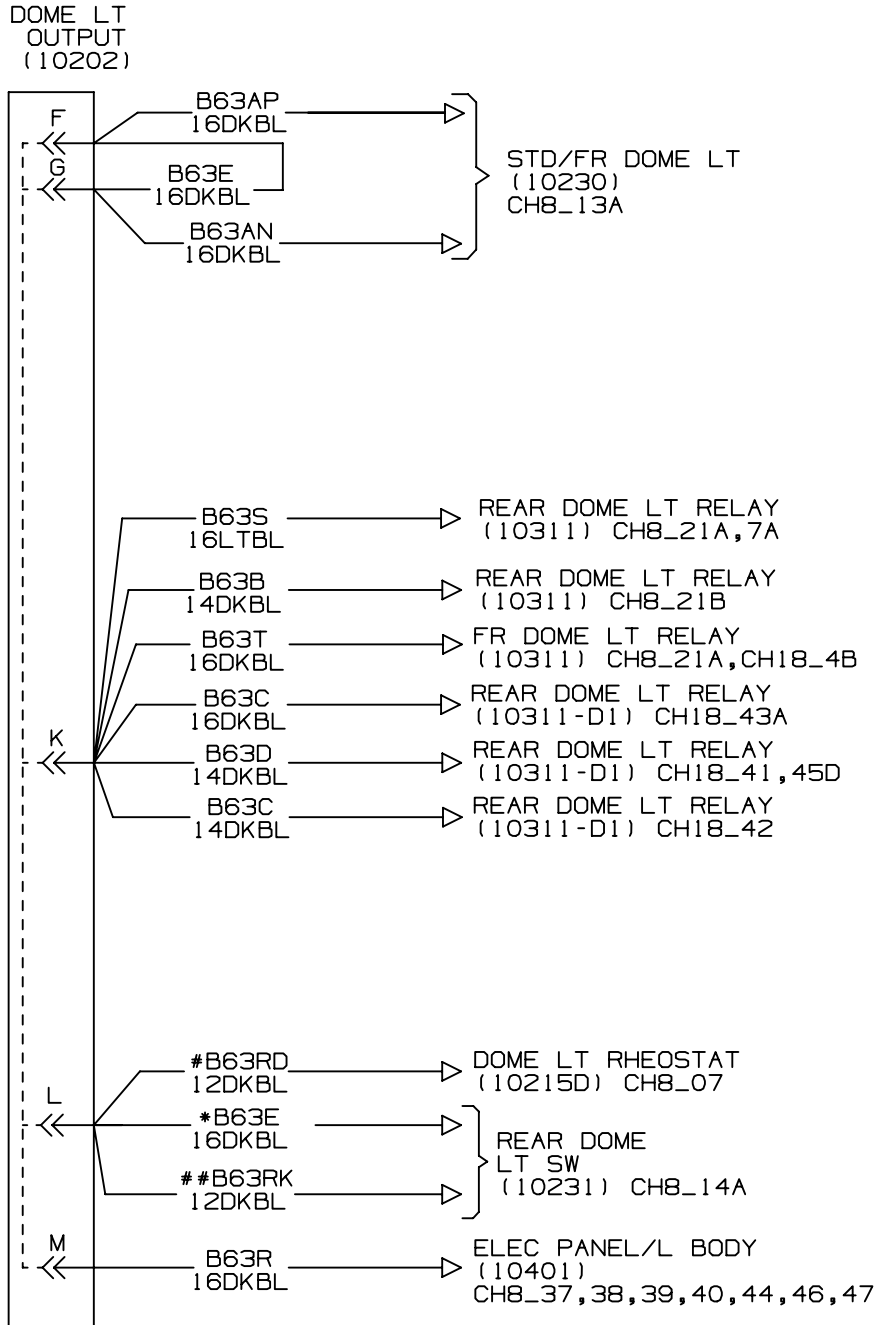 DOME LT
OUTPUT
(10202)
F
B63AP
16DKBL
G
B63E
16DKBL
B63AN
16DKBL
STD/FR DOME LT
(10230)
CH8_13A
B63S
16LTBL
REAR DOME LT RELAY
(10311) CH8_21A,7A
B63B
14DKBL
REAR DOME LT RELAY
(10311) CH8_21B
B63T
16DKBL
FR DOME LT RELAY
(10311) CH8_21A,CH18_4B
B63C
16DKBL
REAR DOME LT RELAY
(10311-D1) CH18_43A
K
B63D
14DKBL
REAR DOME LT RELAY
(10311-D1) CH18_41,45D
B63C
14DKBL
REAR DOME LT RELAY
(10311-D1) CH18_42
#B63RD
12DKBL
DOME LT RHEOSTAT
(10215D) CH8_07
L
*B63E
16DKBL
##B63RK
12DKBL
REAR DOME
LT SW
(10231) CH8_14A
M
B63R
16DKBL
ELEC PANEL/L BODY
(10401)
CH8_37,38,39,40,44,46,47